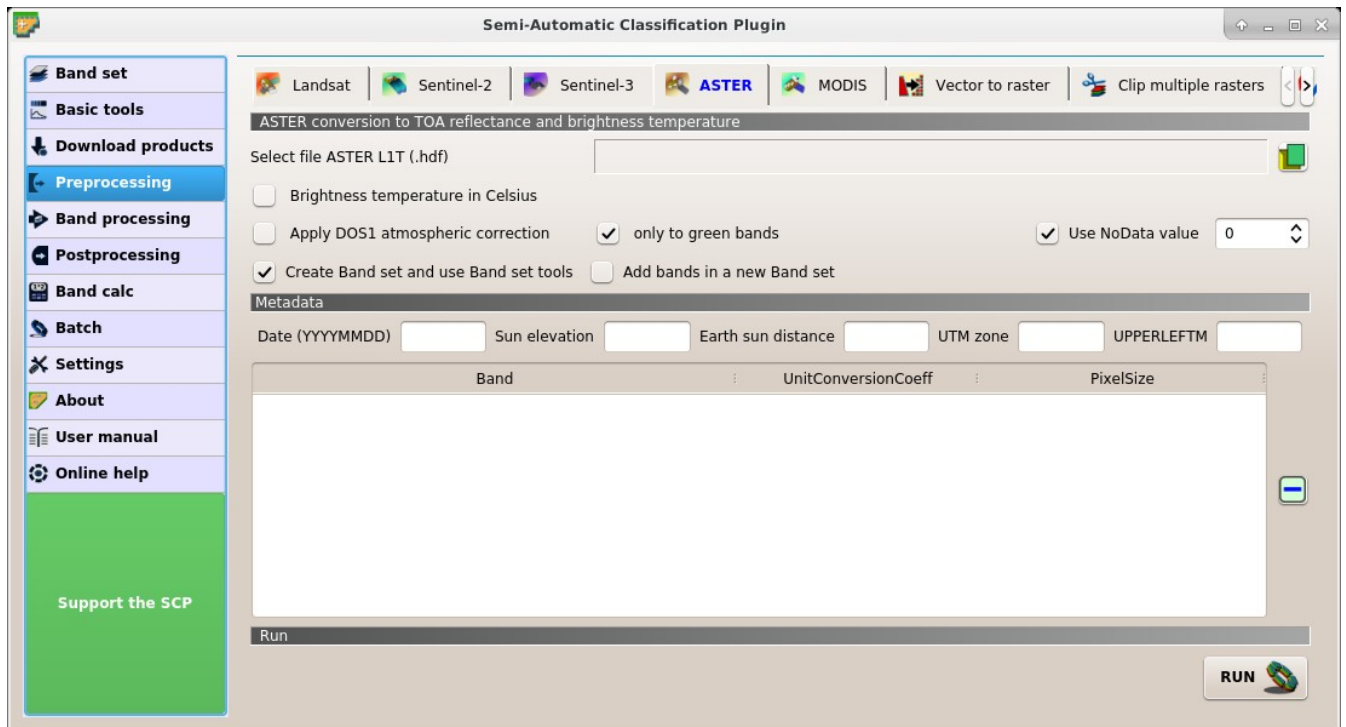 Semi-Automatic Classification Plugin
Band set
Basic tools
Download products
Preprocessing
Band processing
Postprocessing
Band calc
Batch
Settings
About
User manual
Online help
Support the SCP
Landsat Sentinel-2 Sentinel-3 ASTER MODIS Vector to raster Clip multiple rasters
ASTER conversion to TOA reflectance and brightness temperature
Select file ASTER L1T (.hdf)
Brightness temperature in Celsius
Apply DOS1 atmospheric correction only to green bands Use NoData value 0
Create Band set and use Band set tools Add bands in a new Band set
Metadata
Date (YYYYMMDD) Sun elevation Earth sun distance UTM zone UPPERLEFTM
Band UnitConversionCoeff PixelSize
Run
RUN